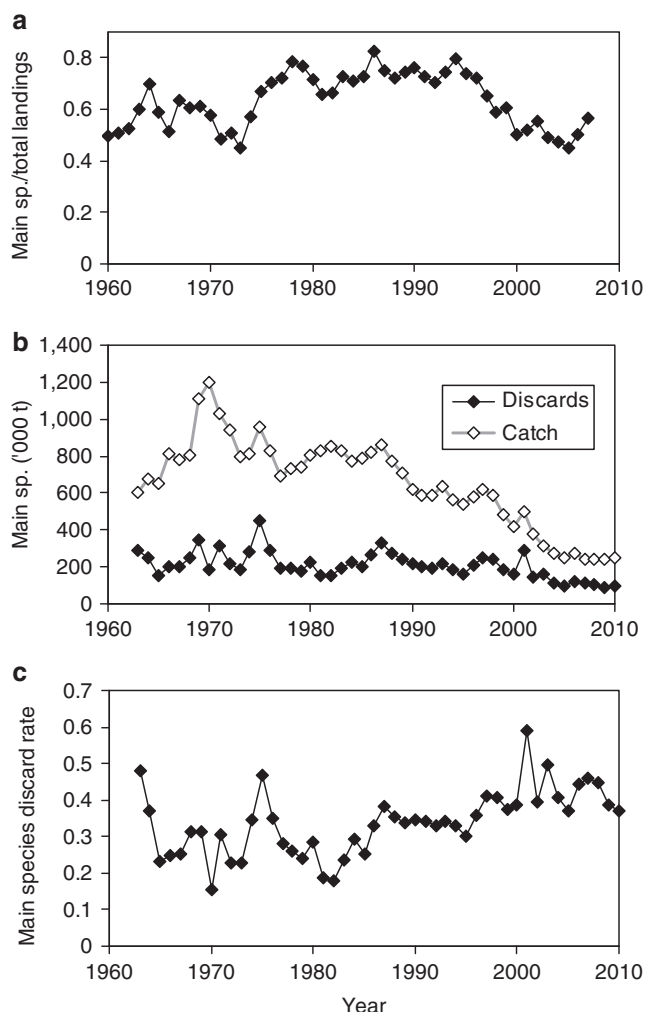 a
Main sp./total landings
0.8
0.6
0.4
0.2
0
1960 1970 1980 1990 2000 2010
b
Main sp. ('000 t)
1,400
1,200
1,000
800
600
400
200
0
Discards
Catch
1960 1970 1980 1990 2000 2010
c
Main species discard rate
0.7
0.6
0.5
0.4
0.3
0.2
0.1
0
1960 1970 1980 1990 2000 2010
Year